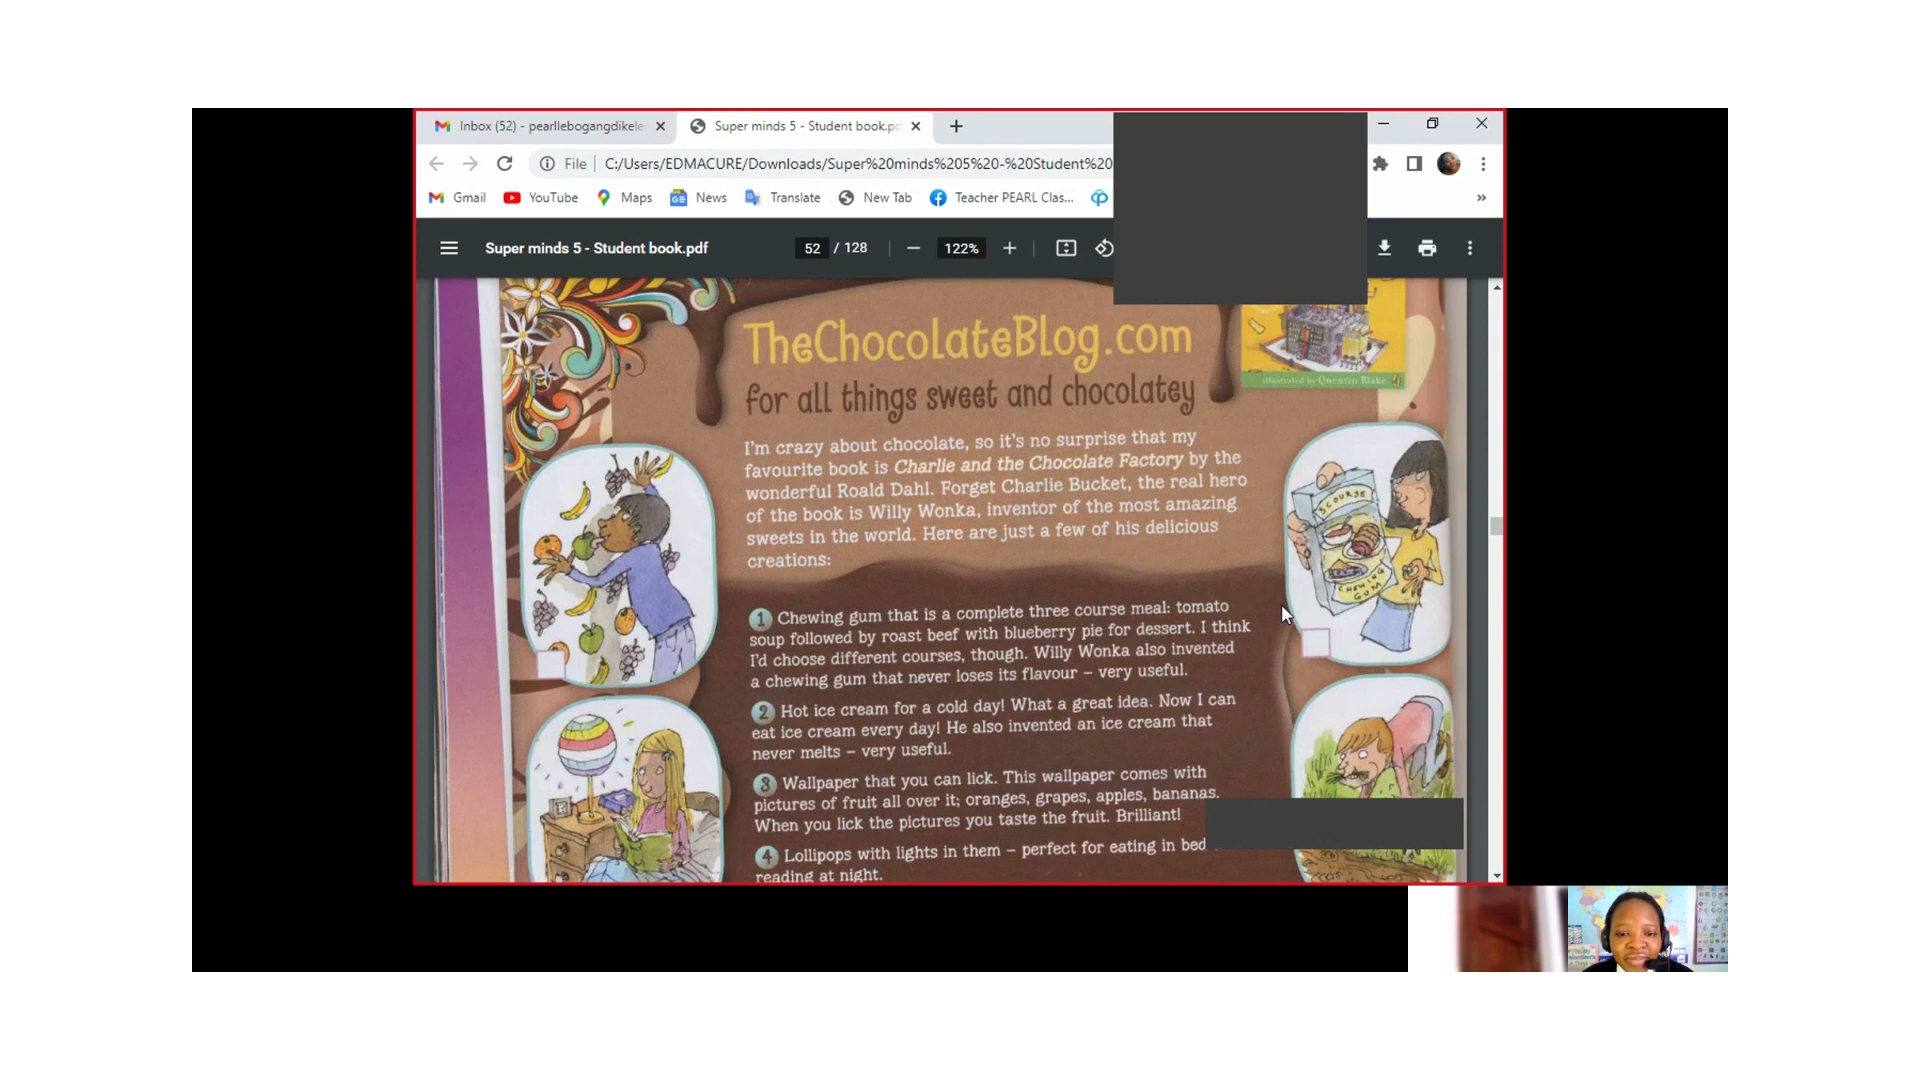 Inbox (52) - pearllebogangdikele
Super minds 5 - Student book.pd
File
C:/Users/EDMACURE/Downloads/Super%20minds%205%20-%20Student%20
Gmail
YouTube
Maps
News
Translate
New Tab
Teacher PEARL Clas...
»
Super minds 5 - Student book.pdf
52 / 128
122%
TheChocolateBlog.com
for all things sweet and chocolatey
illustrated by Quentin Blake
I'm crazy about chocolate, so it's no surprise that my
favourite book is Charlie and the Chocolate Factory by the
wonderful Roald Dahl. Forget Charlie Bucket, the real hero
of the book is Willy Wonka, inventor of the most amazing
sweets in the world. Here are just a few of his delicious
creations:
3 COURSE
CHEWING
GUM
1 Chewing gum that is a complete three course meal: tomato
soup followed by roast beef with blueberry pie for dessert. I think
I'd choose different courses, though. Willy Wonka also invented
a chewing gum that never loses its flavour – very useful.
2 Hot ice cream for a cold day! What a great idea. Now I can
eat ice cream every day! He also invented an ice cream that
never melts – very useful.
3 Wallpaper that you can lick. This wallpaper comes with
pictures of fruit all over it; oranges, grapes, apples, bananas.
When you lick the pictures you taste the fruit. Brilliant!
4 Lollipops with lights in them – perfect for eating in bed
reading at night.